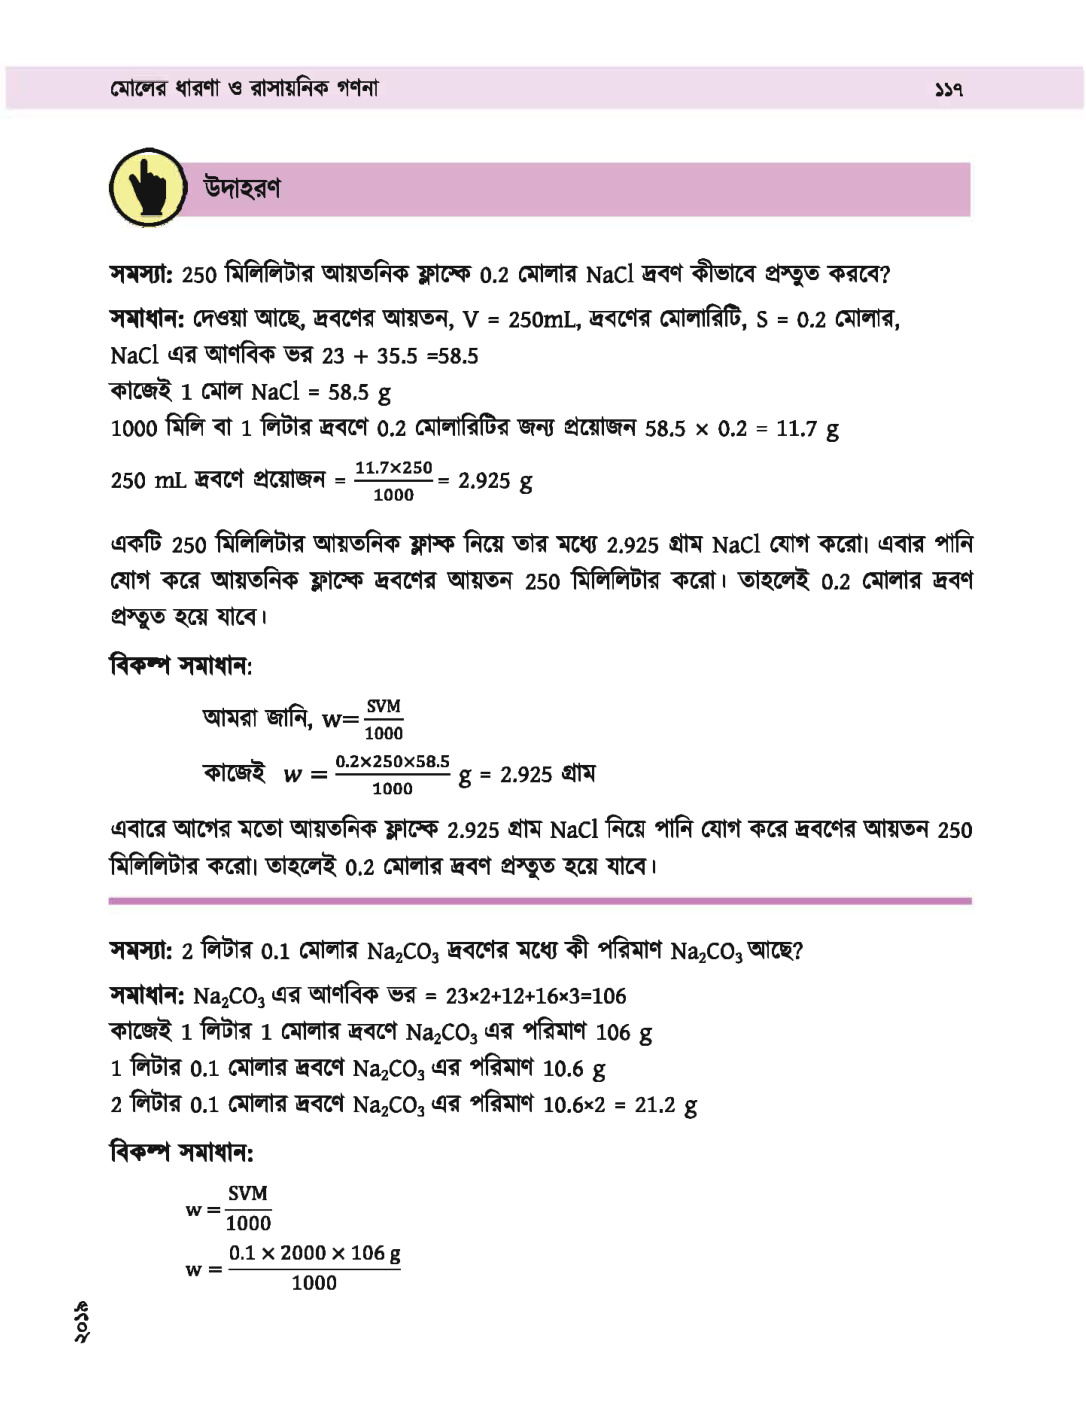 মোলের ধারণা ও রাসায়নিক গণনা ১১৭
উদাহরণ
সমস্যা: 250 মিলিলিটার আয়তনিক ফ্লাস্কে 0.2 মোলার NaCl দ্রবণ কীভাবে প্রস্তুত করবে?
সমাধান: দেওয়া আছে, দ্রবণের আয়তন, V = 250mL, দ্রবণের মোলারিটি, S = 0.2 মোলার,
NaCl এর আণবিক ভর 23 + 35.5 =58.5
কাজেই 1 মোল NaCl = 58.5 g
1000 মিলি বা 1 লিটার দ্রবণে 0.2 মোলারিটির জন্য প্রয়োজন 58.5 × 0.2 = 11.7 g
250 mL দ্রবণে প্রয়োজন = 11.7×250/1000 = 2.925 g
একটি 250 মিলিলিটার আয়তনিক ফ্লাস্ক নিয়ে তার মধ্যে 2.925 গ্রাম NaCl যোগ করো। এবার পানি
যোগ করে আয়তনিক ফ্লাস্কে দ্রবণের আয়তন 250 মিলিলিটার করো। তাহলেই 0.2 মোলার দ্রবণ
প্রস্তুত হয়ে যাবে।
বিকল্প সমাধান:
আমরা জানি, w= SVM/1000
কাজেই w = 0.2×250×58.5/1000 g = 2.925 গ্রাম
এবারে আগের মতো আয়তনিক ফ্লাস্কে 2.925 গ্রাম NaCl নিয়ে পানি যোগ করে দ্রবণের আয়তন 250
মিলিলিটার করো। তাহলেই 0.2 মোলার দ্রবণ প্রস্তুত হয়ে যাবে।
সমস্যা: 2 লিটার 0.1 মোলার Na₂CO₃ দ্রবণের মধ্যে কী পরিমাণ Na₂CO₃ আছে?
সমাধান: Na₂CO₃ এর আণবিক ভর = 23×2+12+16×3=106
কাজেই 1 লিটার 1 মোলার দ্রবণে Na₂CO₃ এর পরিমাণ 106 g
1 লিটার 0.1 মোলার দ্রবণে Na₂CO₃ এর পরিমাণ 10.6 g
2 লিটার 0.1 মোলার দ্রবণে Na₂CO₃ এর পরিমাণ 10.6×2 = 21.2 g
বিকল্প সমাধান:
w = SVM/1000
w = 0.1 × 2000 × 106 g/1000
২০১৯